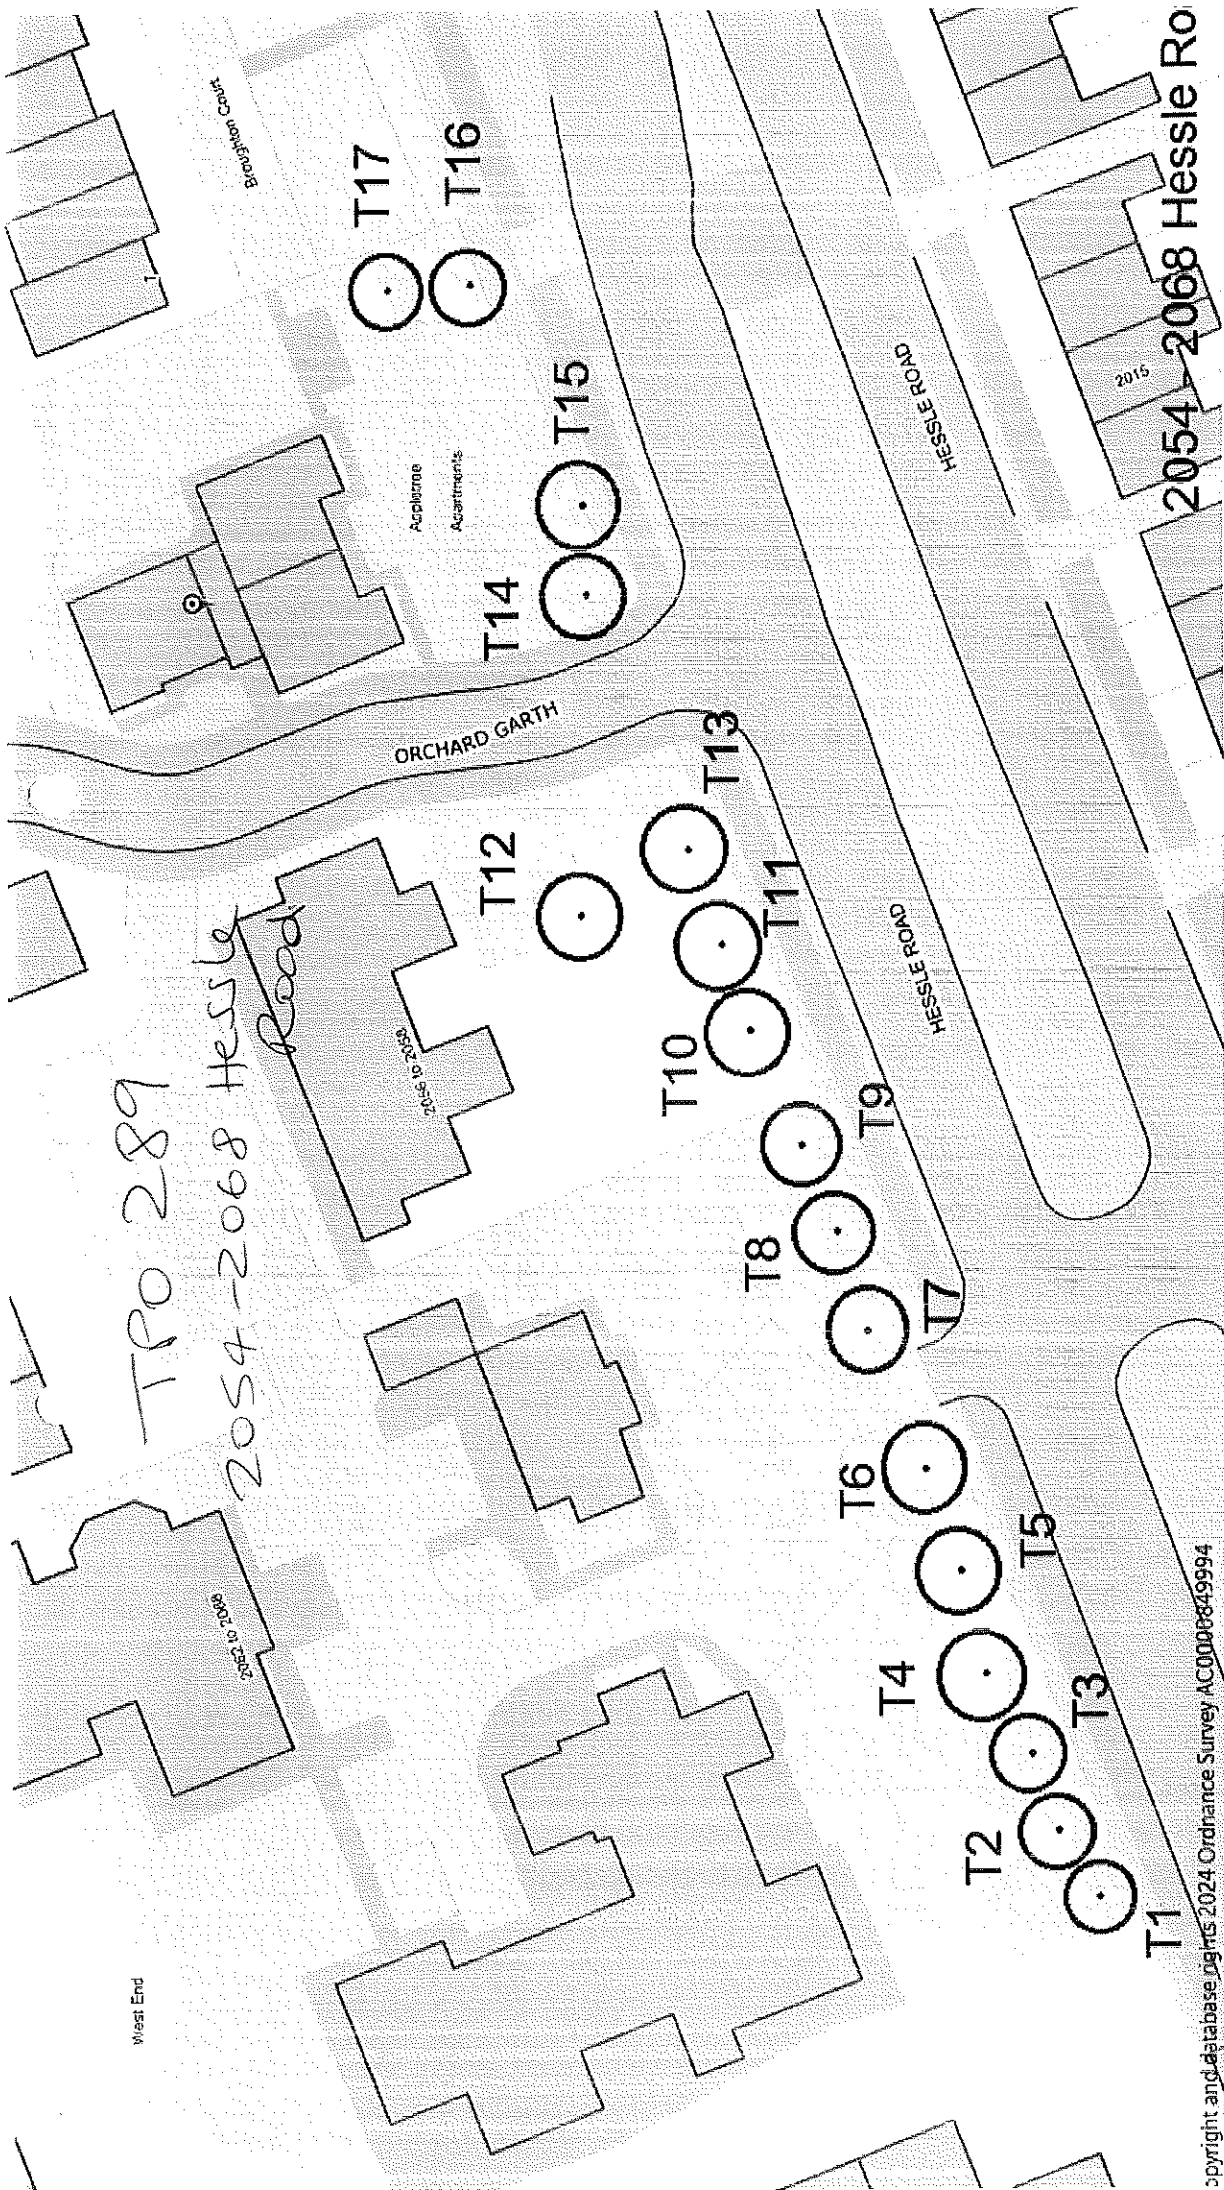 TPO 289
2054-2068 Hessle
Road
West End
2062 to 2068
2056 to 2058
ORCHARD GARTH
Appletree
Apartments
Broughton Court
1
T1
T2
T3
T4
T5
T6
T7
T8
T9
T10
T11
T12
T13
T14
T15
T16
T17
HESSLE ROAD
HESSLE ROAD
2015
2054 - 2068 Hessle Ro
opyright and database rights 2024 Ordnance Survey AC0000849994